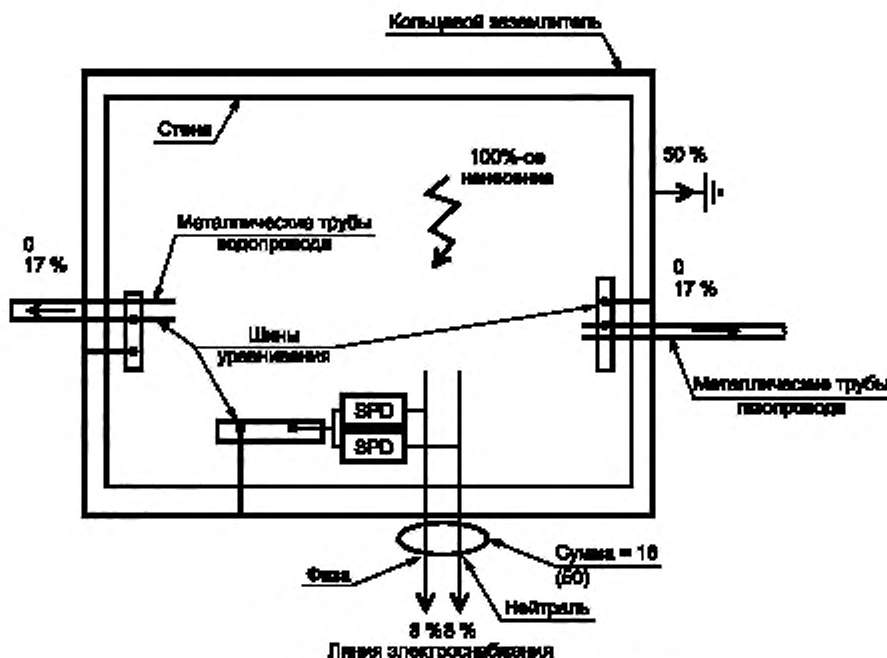 Кольцевой заземлитель
Стена
100%-ое
нанесение
50 %
Металлические трубы
водопровода
0
17 %
0
17 %
Шины
уравнивания
Металлические трубы
газопровода
SPD
SPD
Сумма = 16
(50)
Фаза
Нейтраль
8 % 8 %
Линия электроснабжения